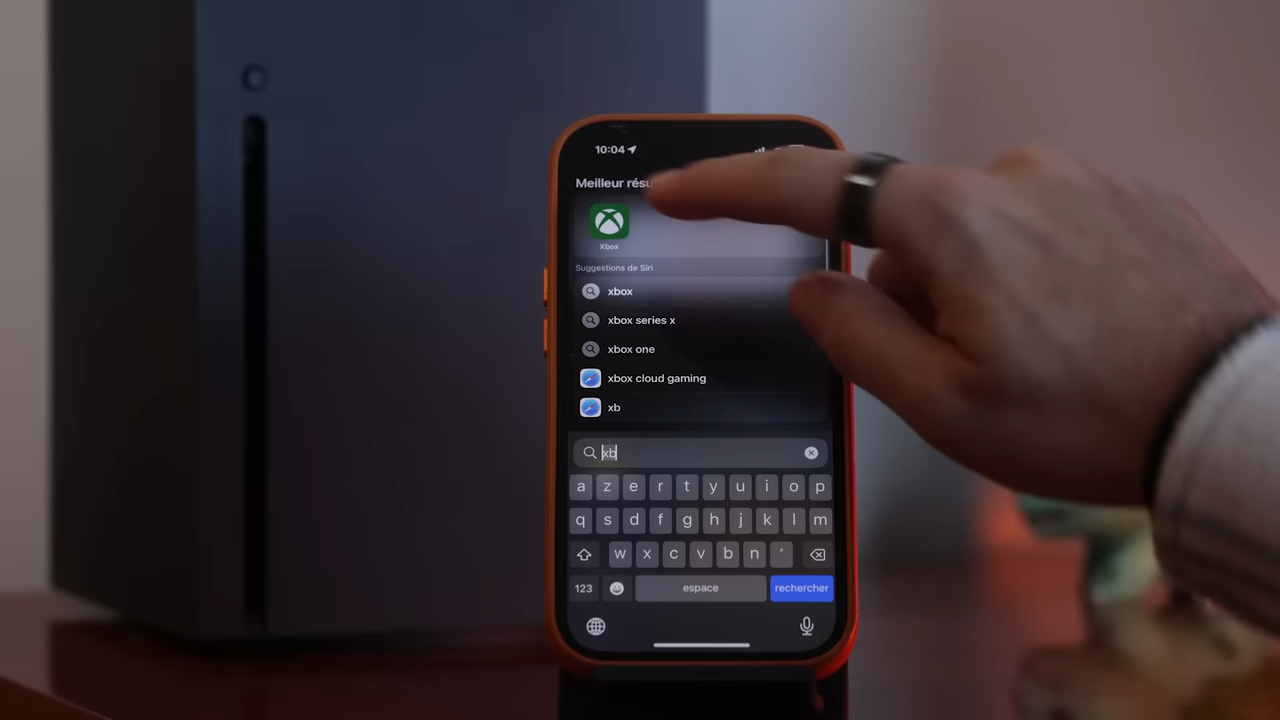 10:04
Meilleur
Xbox
Suggestions de Siri
xbox
xbox series x
xbox one
xbox cloud gaming
xb
xb
a z e r t y u i o p
q s d f g h j k l m
w x c v b n ´
123 espace rechercher